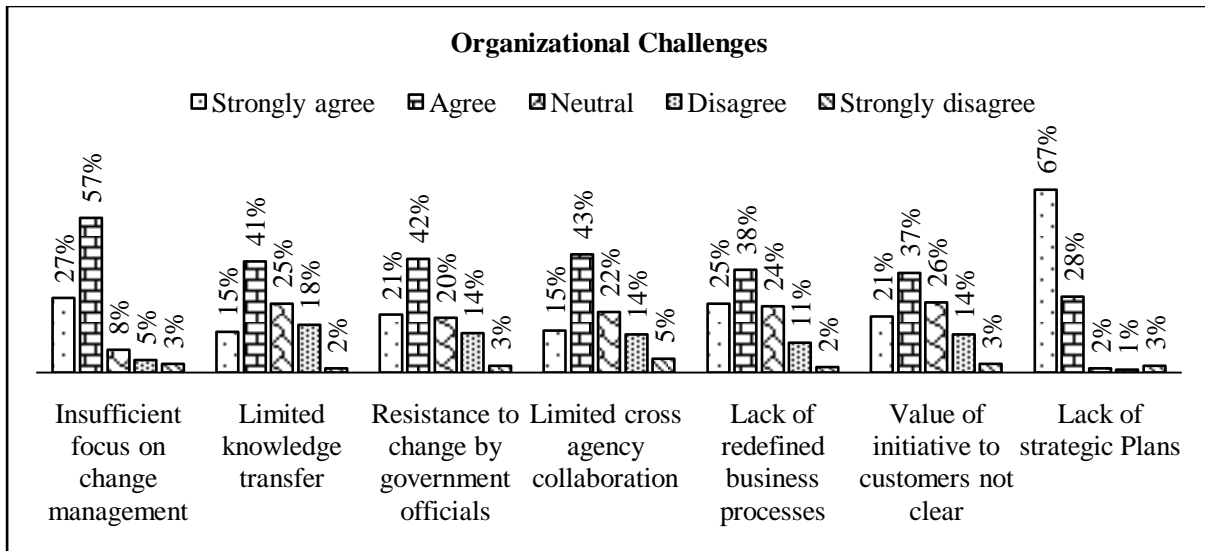 Organizational Challenges
Strongly agree Agree Neutral Disagree Strongly disagree
27% 57% 8% 5% 3%
15% 41% 25% 18% 2%
21% 42% 20% 14% 3%
15% 43% 22% 14% 5%
25% 38% 24% 11% 2%
21% 37% 26% 14% 3%
67% 28% 2% 1% 3%
Insufficient
focus on
change
management
Limited
knowledge
transfer
Resistance to
change by
government
officials
Limited cross
agency
collaboration
Lack of
redefined
business
processes
Value of
initiative to
customers not
clear
Lack of
strategic Plans